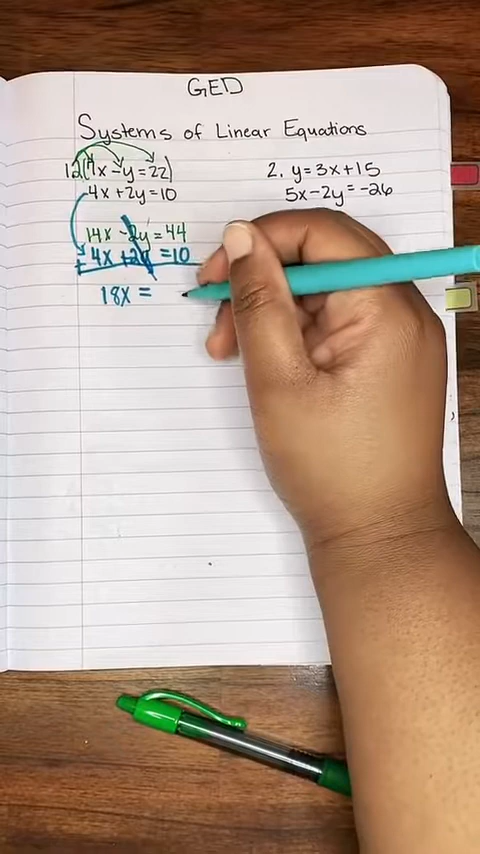 GED
Systems of Linear Equations
1. 2(7x - y = 22)
4x + 2y = 10
14x - 2y = 44
+ 4x + 2y = 10
18x =
2. y = 3x + 15
5x - 2y = -26